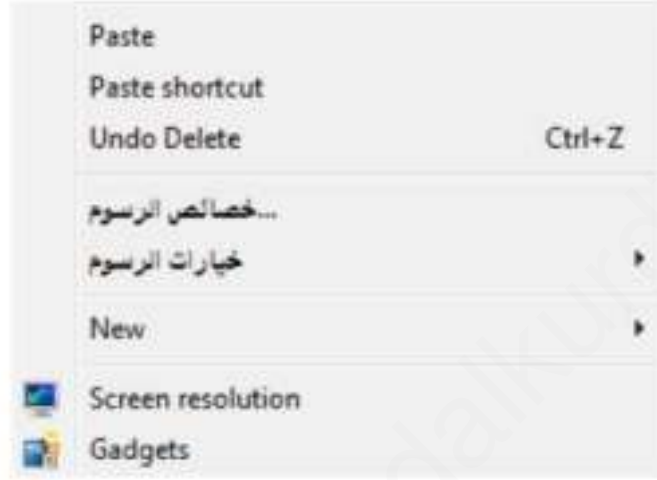 Paste
Paste shortcut
Undo Delete Ctrl+Z
خصائص الرسوم...
خيارات الرسوم
New
Screen resolution
Gadgets